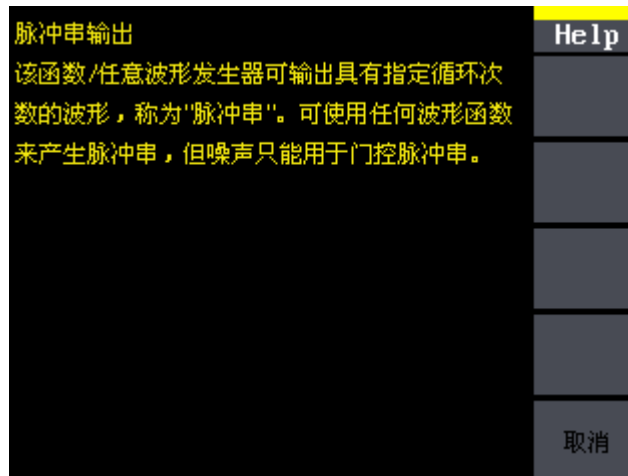 脉冲串输出
Help
该函数/任意波形发生器可输出具有指定循环次
数的波形，称为"脉冲串"。可使用任何波形函数
来产生脉冲串，但噪声只能用于门控脉冲串。
取消